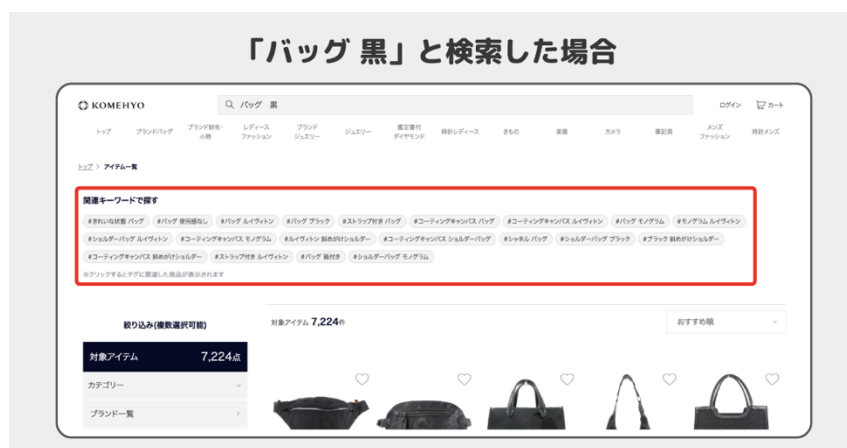 「バッグ 黒」と検索した場合
KOMEHYO
バッグ 黒
ログイン
カート
トップ
ブランドバッグ
ブランド財布・
小物
レディース
ファッション
ブランド
ジュエリー
ジュエリー
鑑定書付
ダイヤモンド
時計レディース
きもの
楽器
カメラ
筆記具
メンズ
ファッション
時計メンズ
トップ > アイテム一覧
関連キーワードで探す
#きれいな状態 バッグ #バッグ 使用感なし #バッグ ルイヴィトン #バッグ ブラック #ストラップ付き バッグ #コーティングキャンバス バッグ #コーティングキャンバス ルイヴィトン #バッグ モノグラム #モノグラム ルイヴィトン
#ショルダーバッグ ルイヴィトン #コーティングキャンバス モノグラム #ルイヴィトン 斜めがけショルダー #コーティングキャンバス ショルダーバッグ #シャネル バッグ #ショルダーバッグ ブラック #ブラック 斜めがけショルダー
#コーティングキャンバス 斜めがけショルダー #ストラップ付き ルイヴィトン #バッグ 箱付き #ショルダーバッグ モノグラム
※クリックするとタグに関連した商品が表示されます
絞り込み(複数選択可能)
対象アイテム 7,224件
おすすめ順
対象アイテム 7,224点
カテゴリー
ブランド一覧